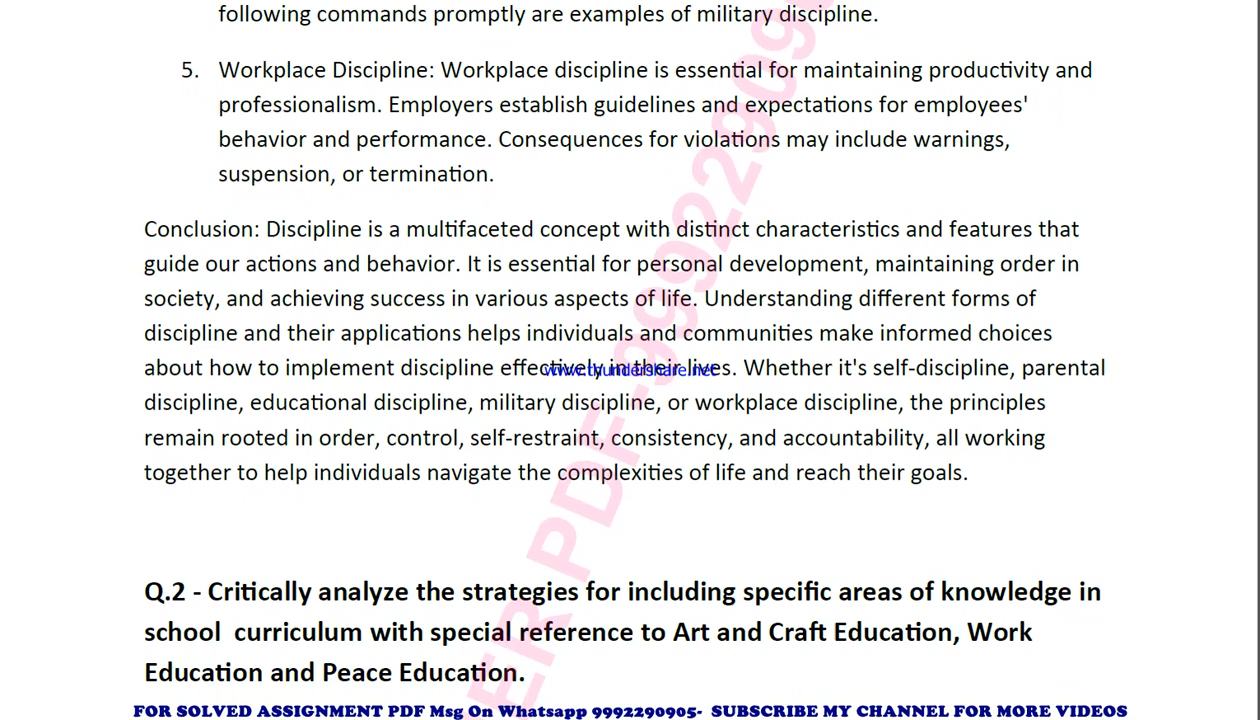 following commands promptly are examples of military discipline.
5. Workplace Discipline: Workplace discipline is essential for maintaining productivity and
professionalism. Employers establish guidelines and expectations for employees'
behavior and performance. Consequences for violations may include warnings,
suspension, or termination.
Conclusion: Discipline is a multifaceted concept with distinct characteristics and features that
guide our actions and behavior. It is essential for personal development, maintaining order in
society, and achieving success in various aspects of life. Understanding different forms of
discipline and their applications helps individuals and communities make informed choices
about how to implement discipline effectively in their lives. Whether it's self-discipline, parental
www.thundershare.net
discipline, educational discipline, military discipline, or workplace discipline, the principles
remain rooted in order, control, self-restraint, consistency, and accountability, all working
together to help individuals navigate the complexities of life and reach their goals.
Q.2 - Critically analyze the strategies for including specific areas of knowledge in
school curriculum with special reference to Art and Craft Education, Work
Education and Peace Education.
FOR SOLVED ASSIGNMENT PDF Msg On Whatsapp 9992290905- SUBSCRIBE MY CHANNEL FOR MORE VIDEOS